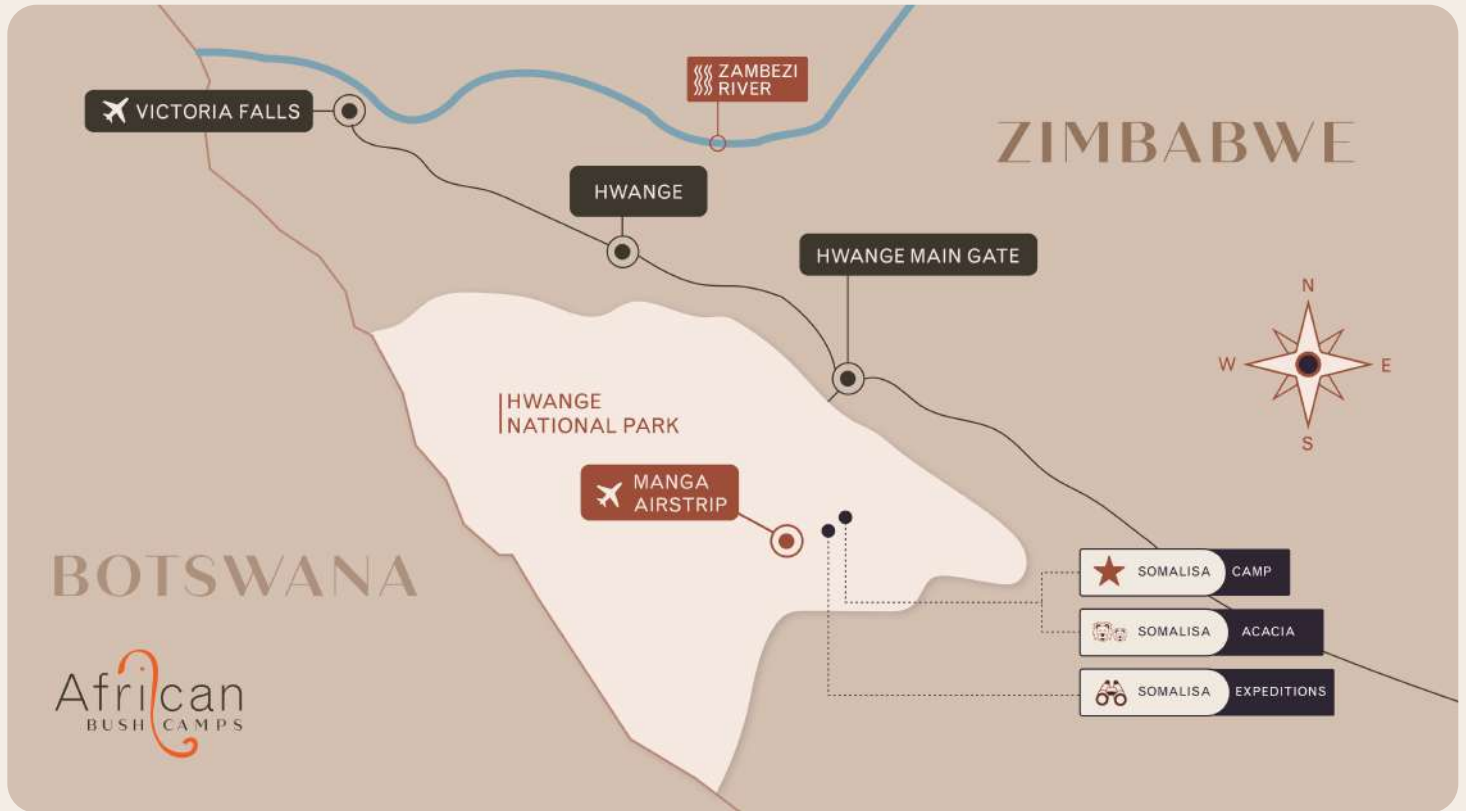 ZAMBEZI
RIVER
VICTORIA FALLS
ZIMBABWE
HWANGE
HWANGE MAIN GATE
N
W
E
S
HWANGE
NATIONAL PARK
MANGA
AIRSTRIP
BOTSWANA
SOMALISA CAMP
SOMALISA ACACIA
SOMALISA EXPEDITIONS
African
BUSH CAMPS